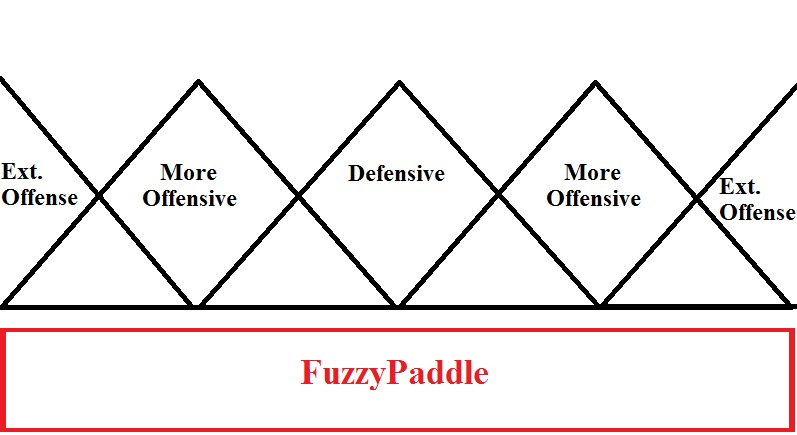 Ext.
Offense
More
Offensive
Defensive
More
Offensive
Ext.
Offense
FuzzyPaddle